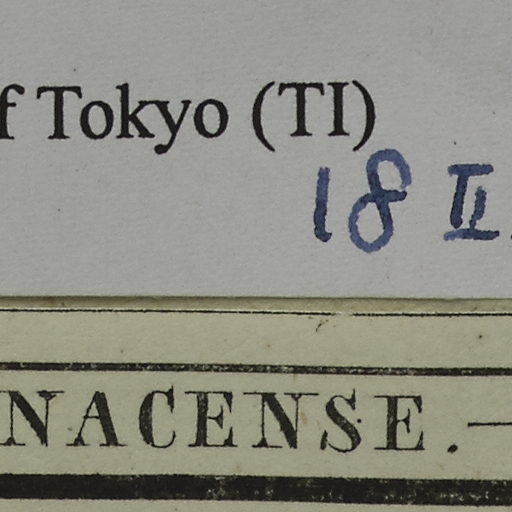 f Tokyo (TI)
18 II.
NACENSE.—